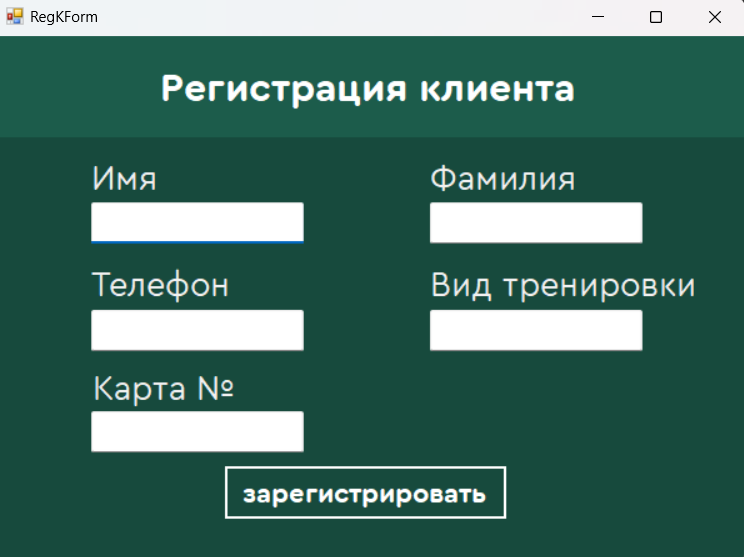 RegKForm
Регистрация клиента
Имя
Фамилия
Телефон
Вид тренировки
Карта №
зарегистрировать